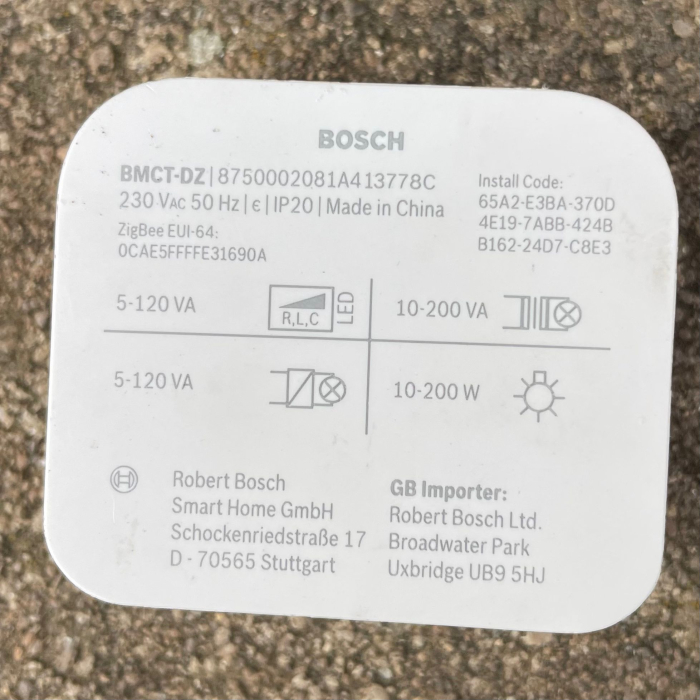 BOSCH
BMCT-DZ | 8750002081A413778C
230 VAC 50 Hz | ϵ | IP20 | Made in China
ZigBee EUI-64:
0CAE5FFFFE31690A
Install Code:
65A2-E3BA-370D
4E19-7ABB-424B
B162-24D7-C8E3
5-120 VA
R,L,C
LED
10-200 VA
5-120 VA
10-200 W
Robert Bosch
Smart Home GmbH
Schockenriedstraße 17
D - 70565 Stuttgart
GB Importer:
Robert Bosch Ltd.
Broadwater Park
Uxbridge UB9 5HJ